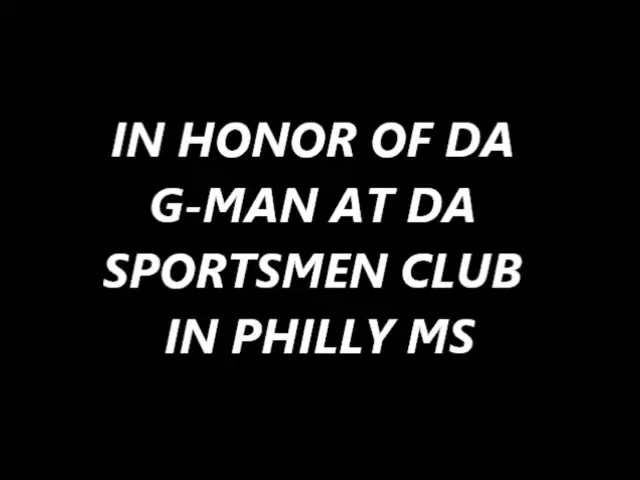 IN HONOR OF DA
G-MAN AT DA
SPORTSMEN CLUB
IN PHILLY MS